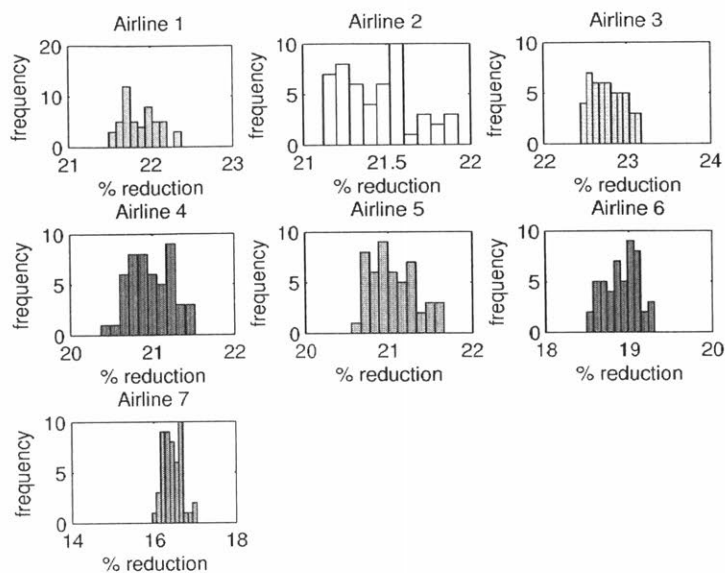 Airline 1
20
10
0
21
22
23
frequency
% reduction
Airline 2
10
5
0
21
21.5
22
frequency
% reduction
Airline 3
10
5
0
22
23
24
frequency
% reduction
Airline 4
10
5
0
20
21
22
frequency
% reduction
Airline 5
10
5
0
20
21
22
frequency
% reduction
Airline 6
10
5
0
18
19
20
frequency
% reduction
Airline 7
10
5
0
14
16
18
frequency
% reduction